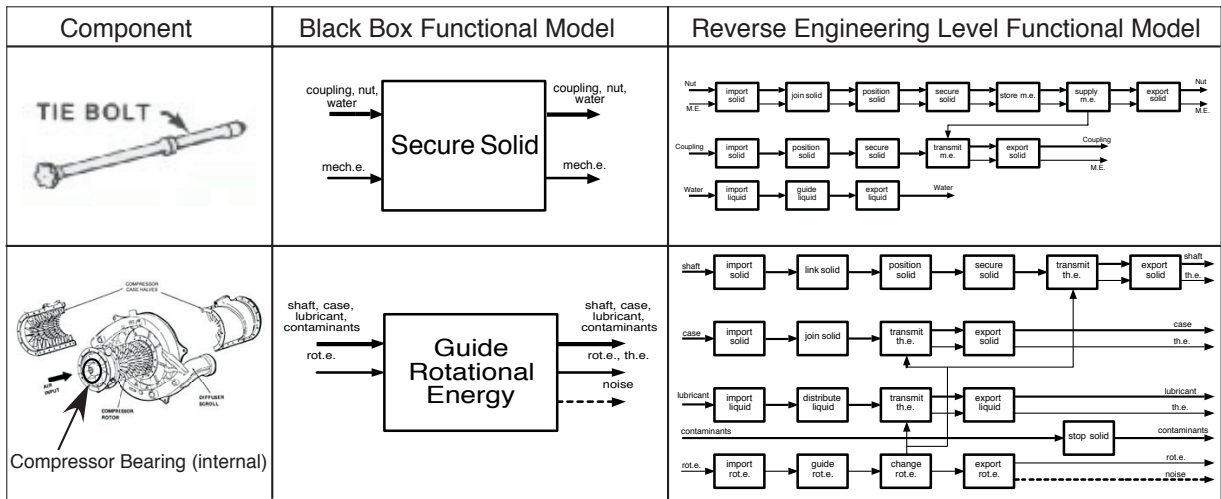 Component
Black Box Functional Model
Reverse Engineering Level Functional Model
TIE BOLT
coupling, nut,
water
mech.e.
Secure Solid
coupling, nut,
water
mech.e.
Nut
M.E.
import
solid
join solid
position
solid
secure
solid
store m.e.
supply
m.e.
export
solid
Nut
M.E.
Coupling
import
solid
position
solid
secure
solid
transmit
m.e.
export
solid
Coupling
M.E.
Water
import
liquid
guide
liquid
export
liquid
Water
COMPRESSOR
CASE HALVES
AIR
INPUT
COMPRESSOR
ROTOR
DIFFUSER
SCROLL
Compressor Bearing (internal)
shaft, case,
lubricant,
contaminants
rot.e.
Guide
Rotational
Energy
shaft, case,
lubricant,
contaminants
rot.e., th.e.
noise
shaft
import
solid
link solid
position
solid
secure
solid
transmit
th.e.
export
solid
shaft
th.e.
case
import
solid
join solid
transmit
th.e.
export
solid
case
th.e.
lubricant
import
liquid
distribute
liquid
transmit
th.e.
export
liquid
lubricant
th.e.
contaminants
stop solid
contaminants
rot.e.
import
rot.e.
guide
rot.e.
change
rot.e.
export
rot.e.
rot.e.
noise